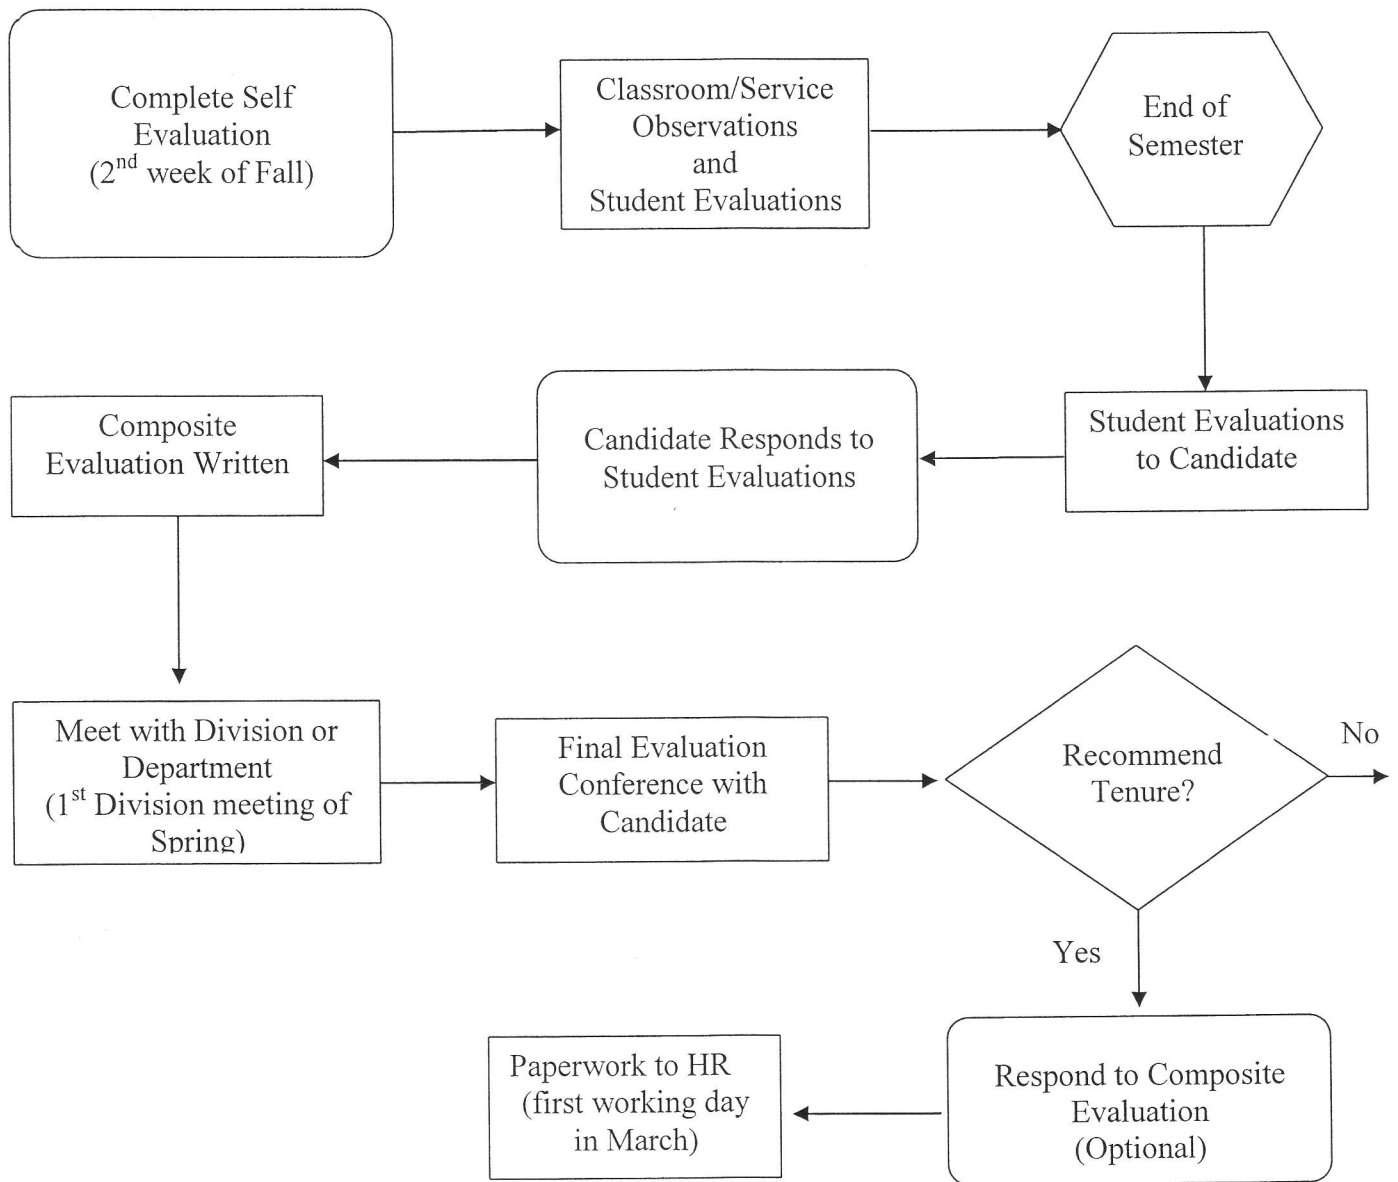 Complete Self
Evaluation
(2nd week of Fall)
Classroom/Service
Observations
and
Student Evaluations
End of
Semester
Student Evaluations
to Candidate
Candidate Responds to
Student Evaluations
Composite
Evaluation Written
Meet with Division or
Department
(1st Division meeting of
Spring)
Final Evaluation
Conference with
Candidate
Recommend
Tenure?
No
Yes
Respond to Composite
Evaluation
(Optional)
Paperwork to HR
(first working day
in March)